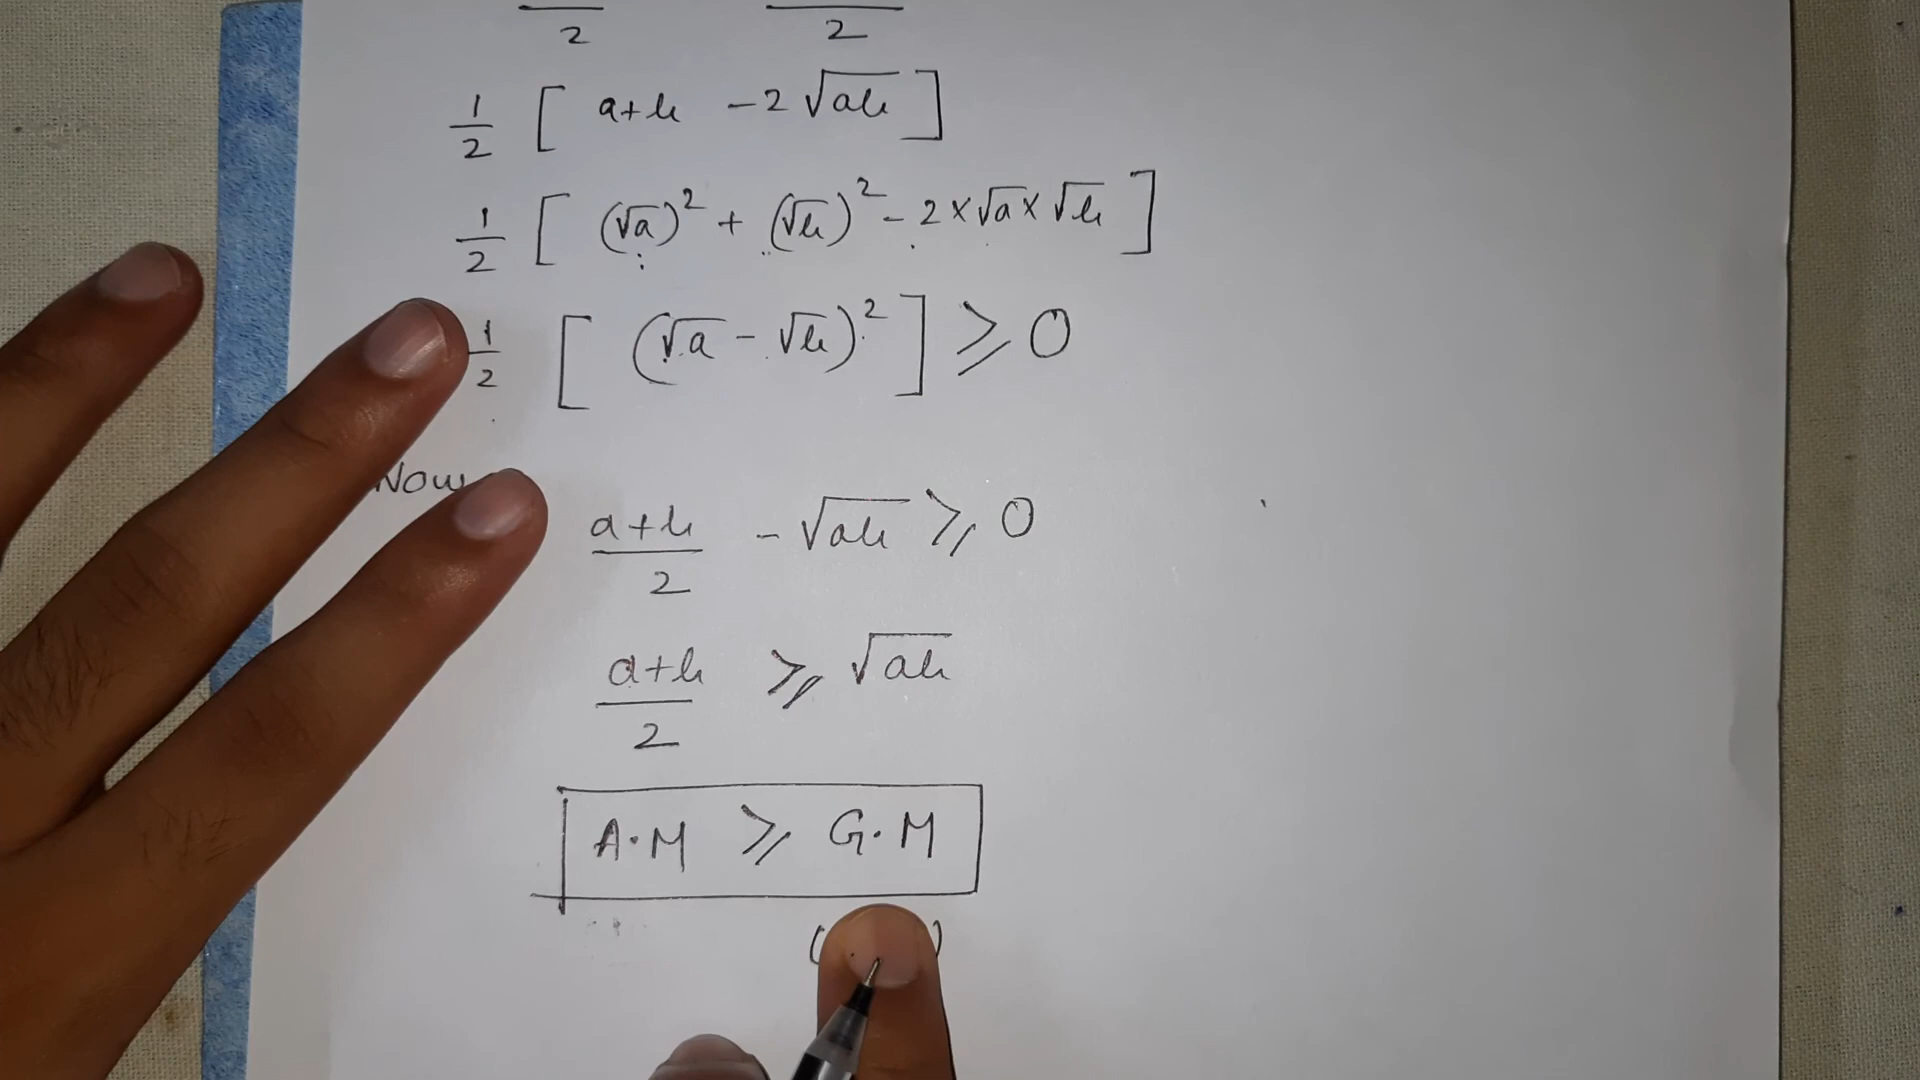 2 2
1/2 [ a+b -2 √ab ]
1/2 [ (√a)² + (√b)² - 2×√a×√b ]
1/2 [ (√a - √b)² ] ⩾ 0
Now
a+b/2 - √ab ⩾ 0
a+b/2 ⩾ √ab
A·M ⩾ G·M
( )